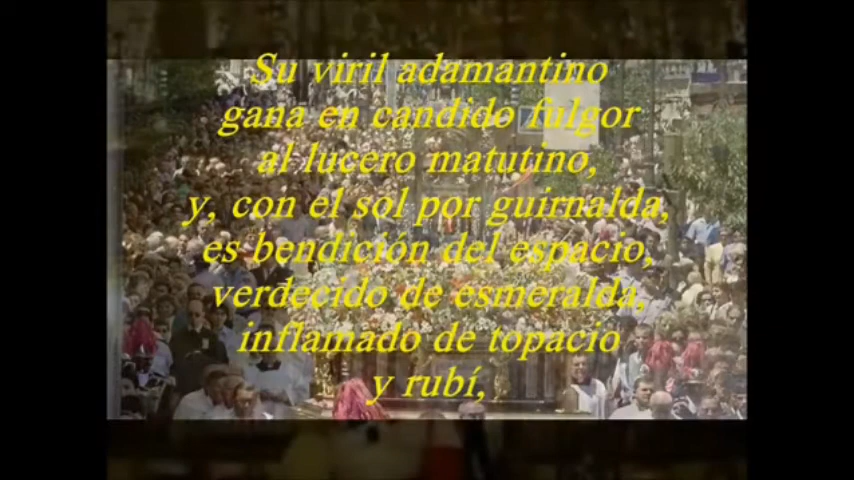 Su viril adamantino
gana en candido fulgor
al lucero matutino,
y, con el sol por guirnalda,
es bendición del espacio,
verdecido de esmeralda,
inflamado de topacio
y rubí,